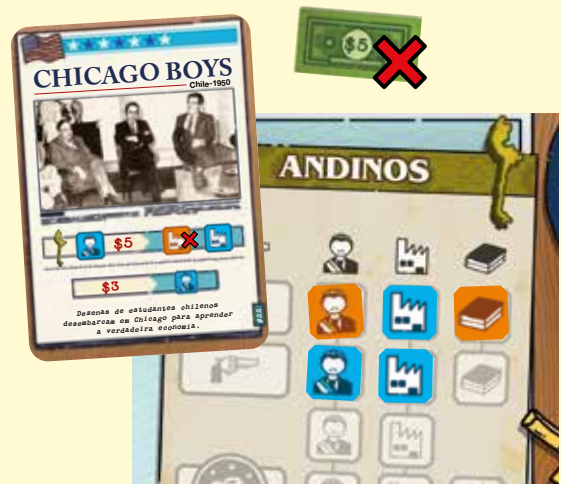 $5
CHICAGO BOYS
Chile-1950
$5
$3
Dezenas de estudantes chilenos
desembarcam em Chicago para aprender
a verdadeira economia.
ANDINOS